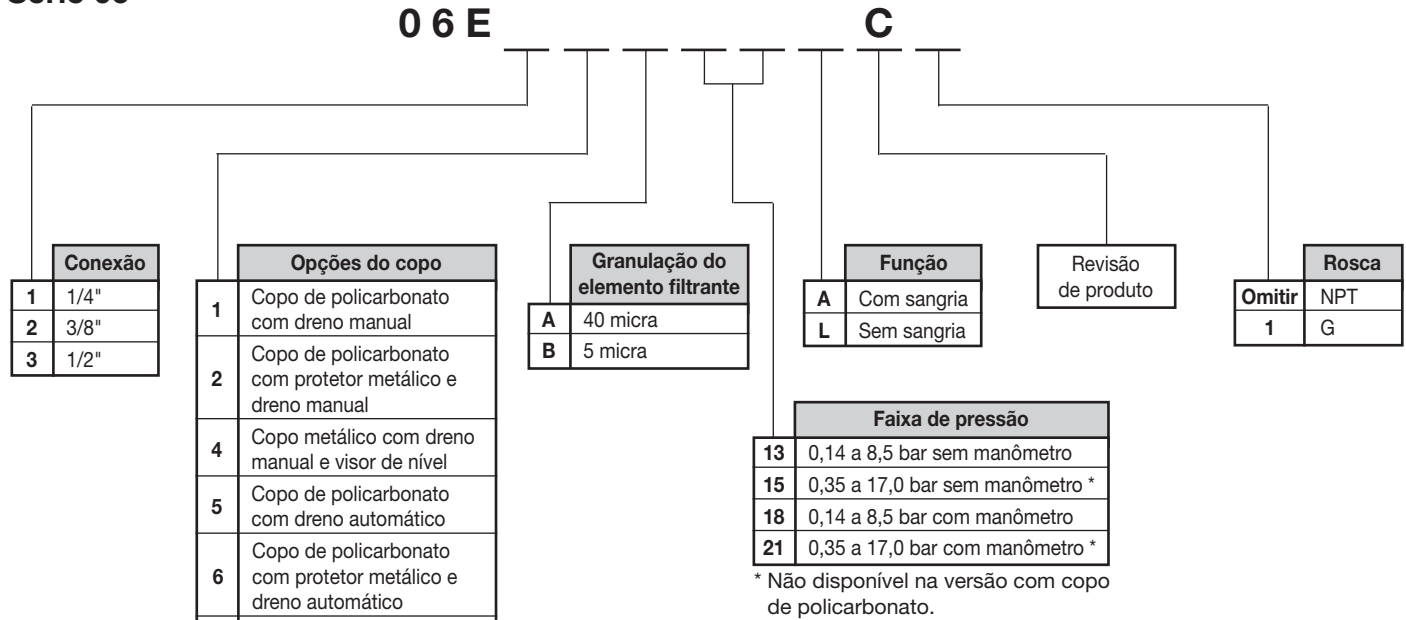 0 6 E C
Conexão
1 1/4"
2 3/8"
3 1/2"
Opções do copo
1 Copo de policarbonato
com dreno manual
2 Copo de policarbonato
com protetor metálico e
dreno manual
4 Copo metálico com dreno
manual e visor de nível
5 Copo de policarbonato
com dreno automático
6 Copo de policarbonato
com protetor metálico e
dreno automático
Granulação do
elemento filtrante
A 40 micra
B 5 micra
Função
A Com sangria
L Sem sangria
Revisão
de produto
Rosca
Omitir NPT
1 G
Faixa de pressão
13 0,14 a 8,5 bar sem manômetro
15 0,35 a 17,0 bar sem manômetro *
18 0,14 a 8,5 bar com manômetro
21 0,35 a 17,0 bar com manômetro *
* Não disponível na versão com copo
de policarbonato.